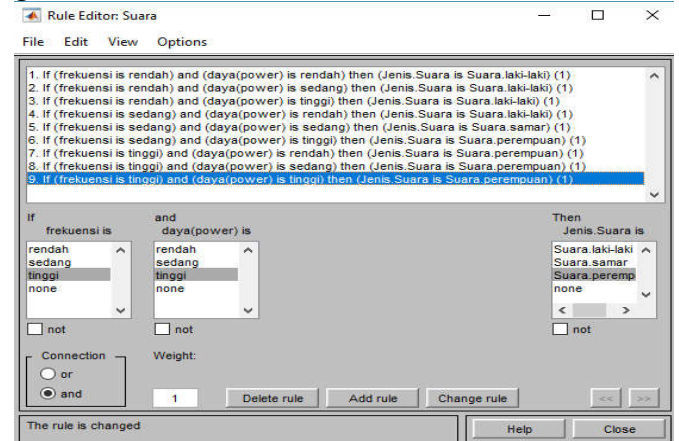 Rule Editor: Suara
File Edit View Options
1. If (frekuensi is rendah) and (daya(power) is rendah) then (Jenis.Suara is Suara.laki-laki) (1)
2. If (frekuensi is rendah) and (daya(power) is sedang) then (Jenis.Suara is Suara.laki-laki) (1)
3. If (frekuensi is rendah) and (daya(power) is tinggi) then (Jenis.Suara is Suara.laki-laki) (1)
4. If (frekuensi is sedang) and (daya(power) is rendah) then (Jenis.Suara is Suara.laki-laki) (1)
5. If (frekuensi is sedang) and (daya(power) is sedang) then (Jenis.Suara is Suara.samar) (1)
6. If (frekuensi is sedang) and (daya(power) is tinggi) then (Jenis.Suara is Suara.perempuan) (1)
7. If (frekuensi is tinggi) and (daya(power) is rendah) then (Jenis.Suara is Suara.perempuan) (1)
8. If (frekuensi is tinggi) and (daya(power) is sedang) then (Jenis.Suara is Suara.perempuan) (1)
9. If (frekuensi is tinggi) and (daya(power) is tinggi) then (Jenis.Suara is Suara.perempuan) (1)
If and Then
frekuensi is daya(power) is Jenis.Suara is
rendah rendah Suara.laki-laki
sedang sedang Suara.samar
tinggi tinggi Suara.peremp
none none none
not not not
Connection Weight:
or
and 1 Delete rule Add rule Change rule << >>
The rule is changed Help Close